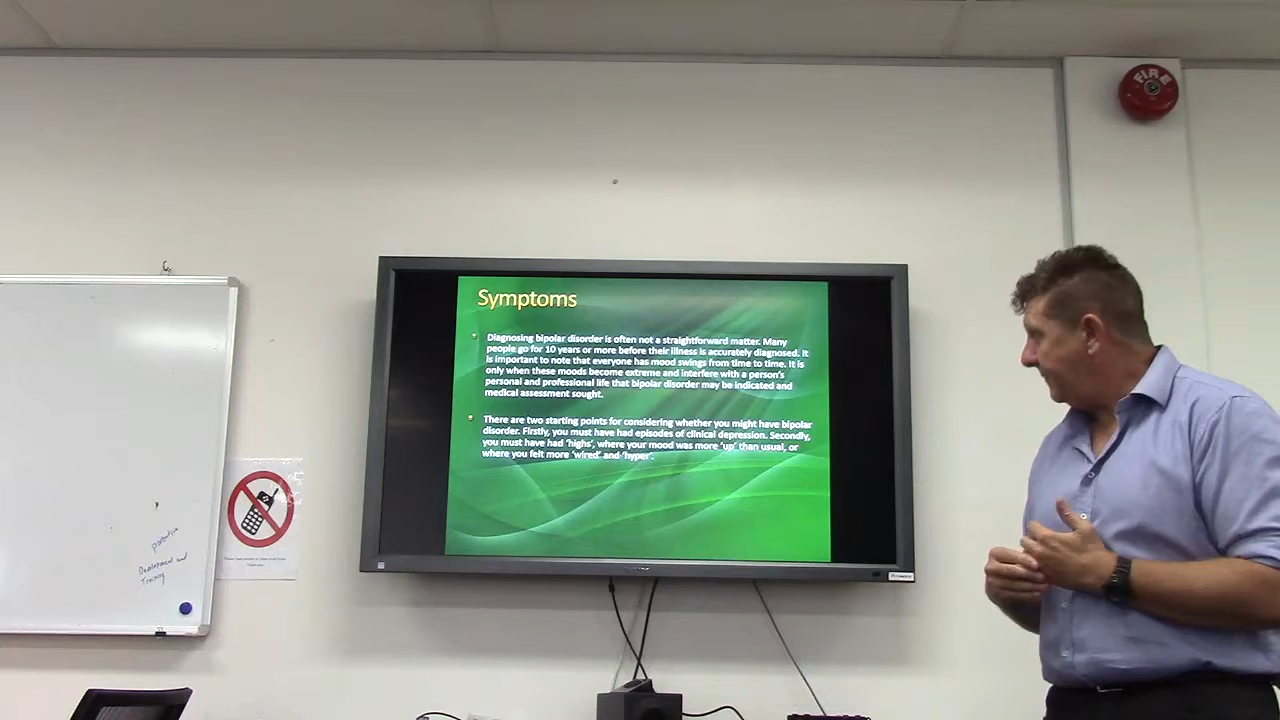 FIRE
Symptoms
Diagnosing bipolar disorder is often not a straightforward matter. Many
people go for 10 years or more before their illness is accurately diagnosed. It
is important to note that everyone has mood swings from time to time. It is
only when these moods become extreme and interfere with a person's
personal and professional life that bipolar disorder may be indicated and
medical assessment sought.
There are two starting points for considering whether you might have bipolar
disorder. Firstly, you must have had episodes of clinical depression. Secondly,
you must have had 'highs', where your mood was more 'up' than usual, or
where you felt more 'wired' and 'hyper'.
Development and
Training